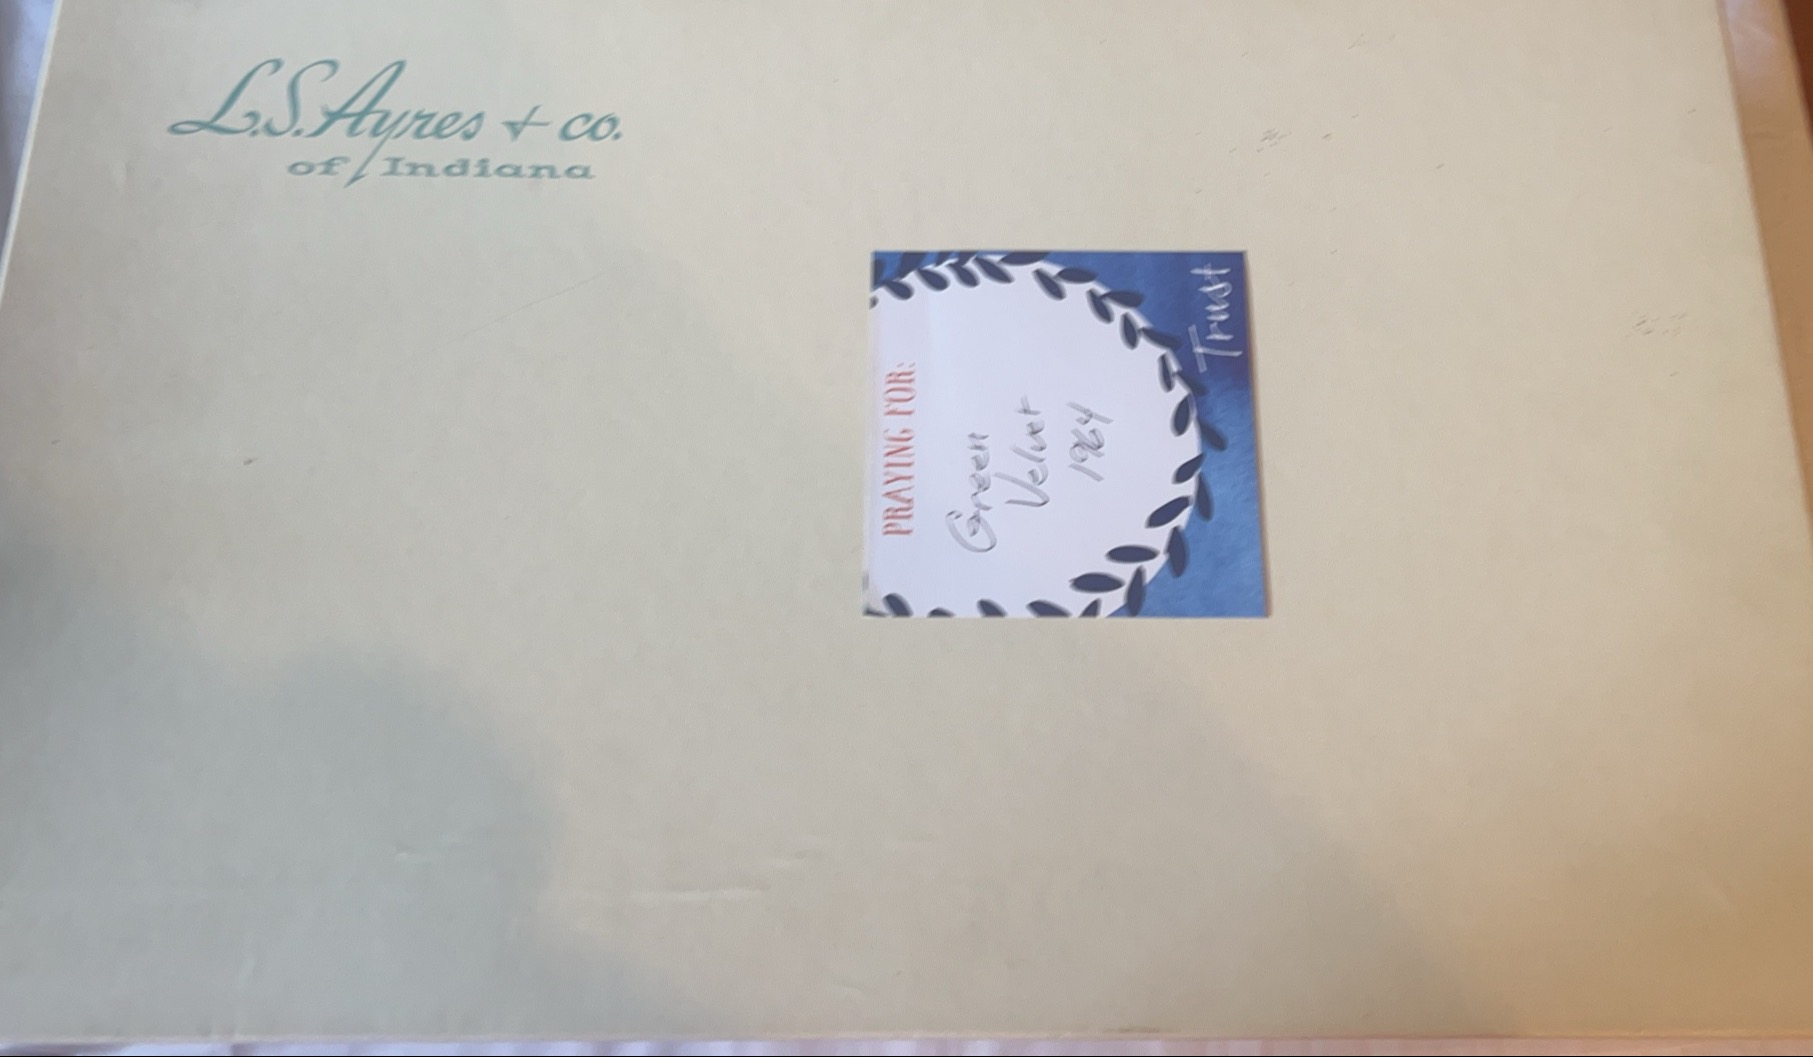 L.S. Ayres + co.
of Indiana
PRAYING FOR:
Green
Velvet
1964
Trust